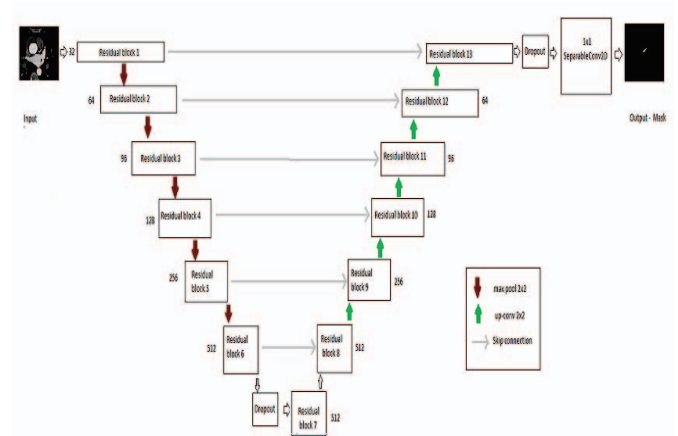 32
Residual block 1
Residual block 13
Dropout
1x1
SeparableConv2D
Input
Output - Mask
64
Residual block 2
Residual block 12
64
96
Residual block 3
Residual block 11
96
128
Residual block 4
Residual block 10
128
256
Residual
block 5
Residual
block 9
256
512
Residual
block 6
Residual
block 8
512
Dropout
Residual
block 7
512
max pool 2x2
up-conv 2x2
Skip connection